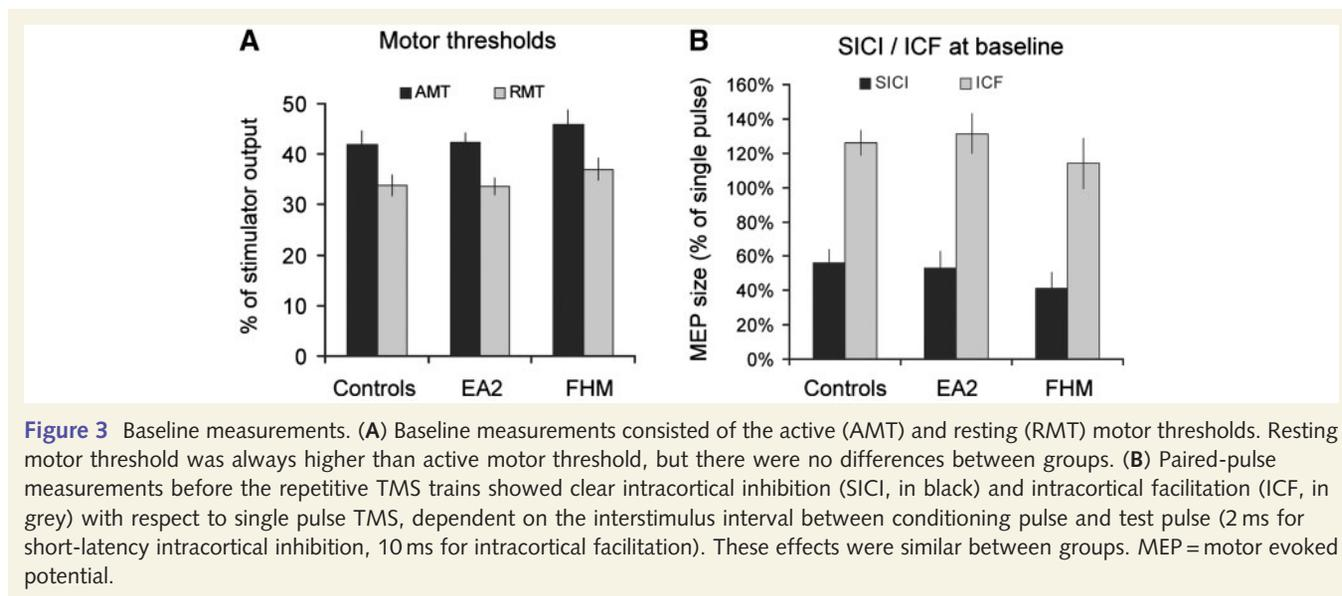 A
Motor thresholds
AMT
RMT
% of stimulator output
50
40
30
20
10
0
Controls
EA2
FHM
B
SICI / ICF at baseline
SICI
ICF
MEP size (% of single pulse)
160%
140%
120%
100%
80%
60%
40%
20%
0%
Controls
EA2
FHM
Figure 3 Baseline measurements. (A) Baseline measurements consisted of the active (AMT) and resting (RMT) motor thresholds. Resting
motor threshold was always higher than active motor threshold, but there were no differences between groups. (B) Paired-pulse
measurements before the repetitive TMS trains showed clear intracortical inhibition (SICI, in black) and intracortical facilitation (ICF, in
grey) with respect to single pulse TMS, dependent on the interstimulus interval between conditioning pulse and test pulse (2 ms for
short-latency intracortical inhibition, 10 ms for intracortical facilitation). These effects were similar between groups. MEP = motor evoked
potential.